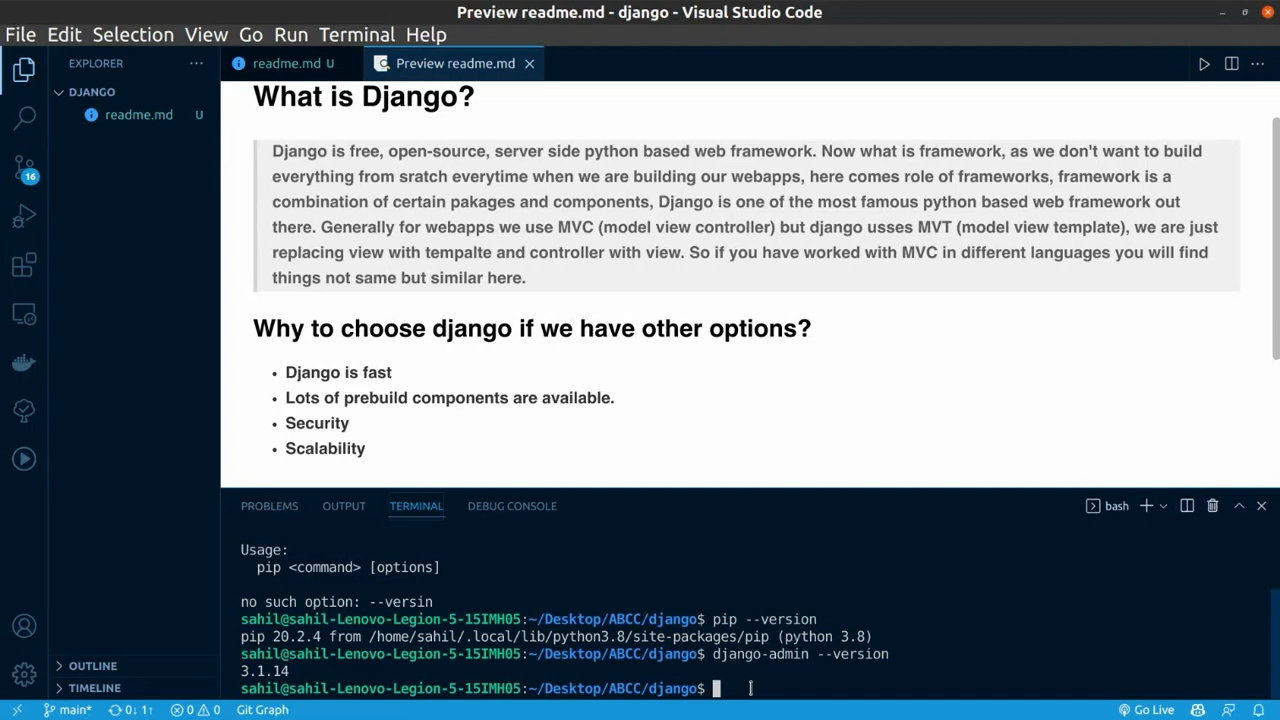 Preview readme.md - django - Visual Studio Code
File Edit Selection View Go Run Terminal Help
EXPLORER
readme.md U
Preview readme.md
DJANGO
readme.md U
16
What is Django?
Django is free, open-source, server side python based web framework. Now what is framework, as we don't want to build
everything from sratch everytime when we are building our webapps, here comes role of frameworks, framework is a
combination of certain pakages and components, Django is one of the most famous python based web framework out
there. Generally for webapps we use MVC (model view controller) but django usses MVT (model view template), we are just
replacing view with tempalte and controller with view. So if you have worked with MVC in different languages you will find
things not same but similar here.
Why to choose django if we have other options?
• Django is fast
• Lots of prebuild components are available.
• Security
• Scalability
PROBLEMS OUTPUT TERMINAL DEBUG CONSOLE
bash
Usage:
pip <command> [options]
no such option: --versin
sahil@sahil-Lenovo-Legion-5-15IMH05:~/Desktop/ABCC/django$ pip --version
pip 20.2.4 from /home/sahil/.local/lib/python3.8/site-packages/pip (python 3.8)
sahil@sahil-Lenovo-Legion-5-15IMH05:~/Desktop/ABCC/django$ django-admin --version
3.1.14
sahil@sahil-Lenovo-Legion-5-15IMH05:~/Desktop/ABCC/django$
OUTLINE
TIMELINE
main* 0↓ 1↑ 0 0 Git Graph
Go Live